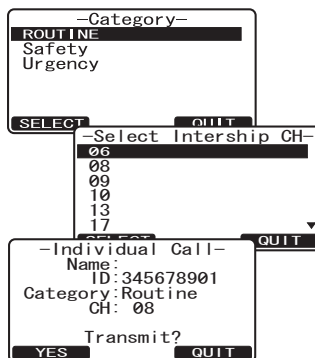 -Category-
ROUTINE
Safety
Urgency
SELECT QUIT
-Select Intership CH-
06
08
09
10
13
17
SELECT QUIT
-Individual Call-
Name:
ID:345678901
Category:Routine
CH: 08
Transmit?
YES QUIT